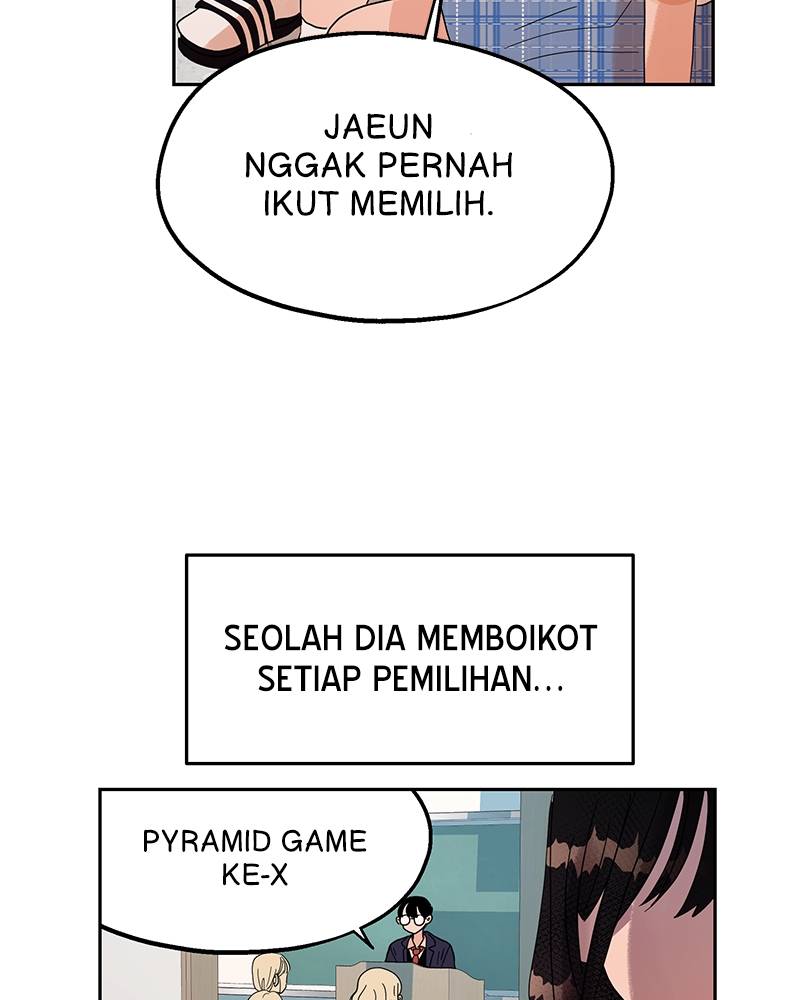 JAEUN
NGGAK PERNAH
IKUT MEMILIH.
SEOLAH DIA MEMBOIKOT
SETIAP PEMILIHAN...
PYRAMID GAME
KE-X